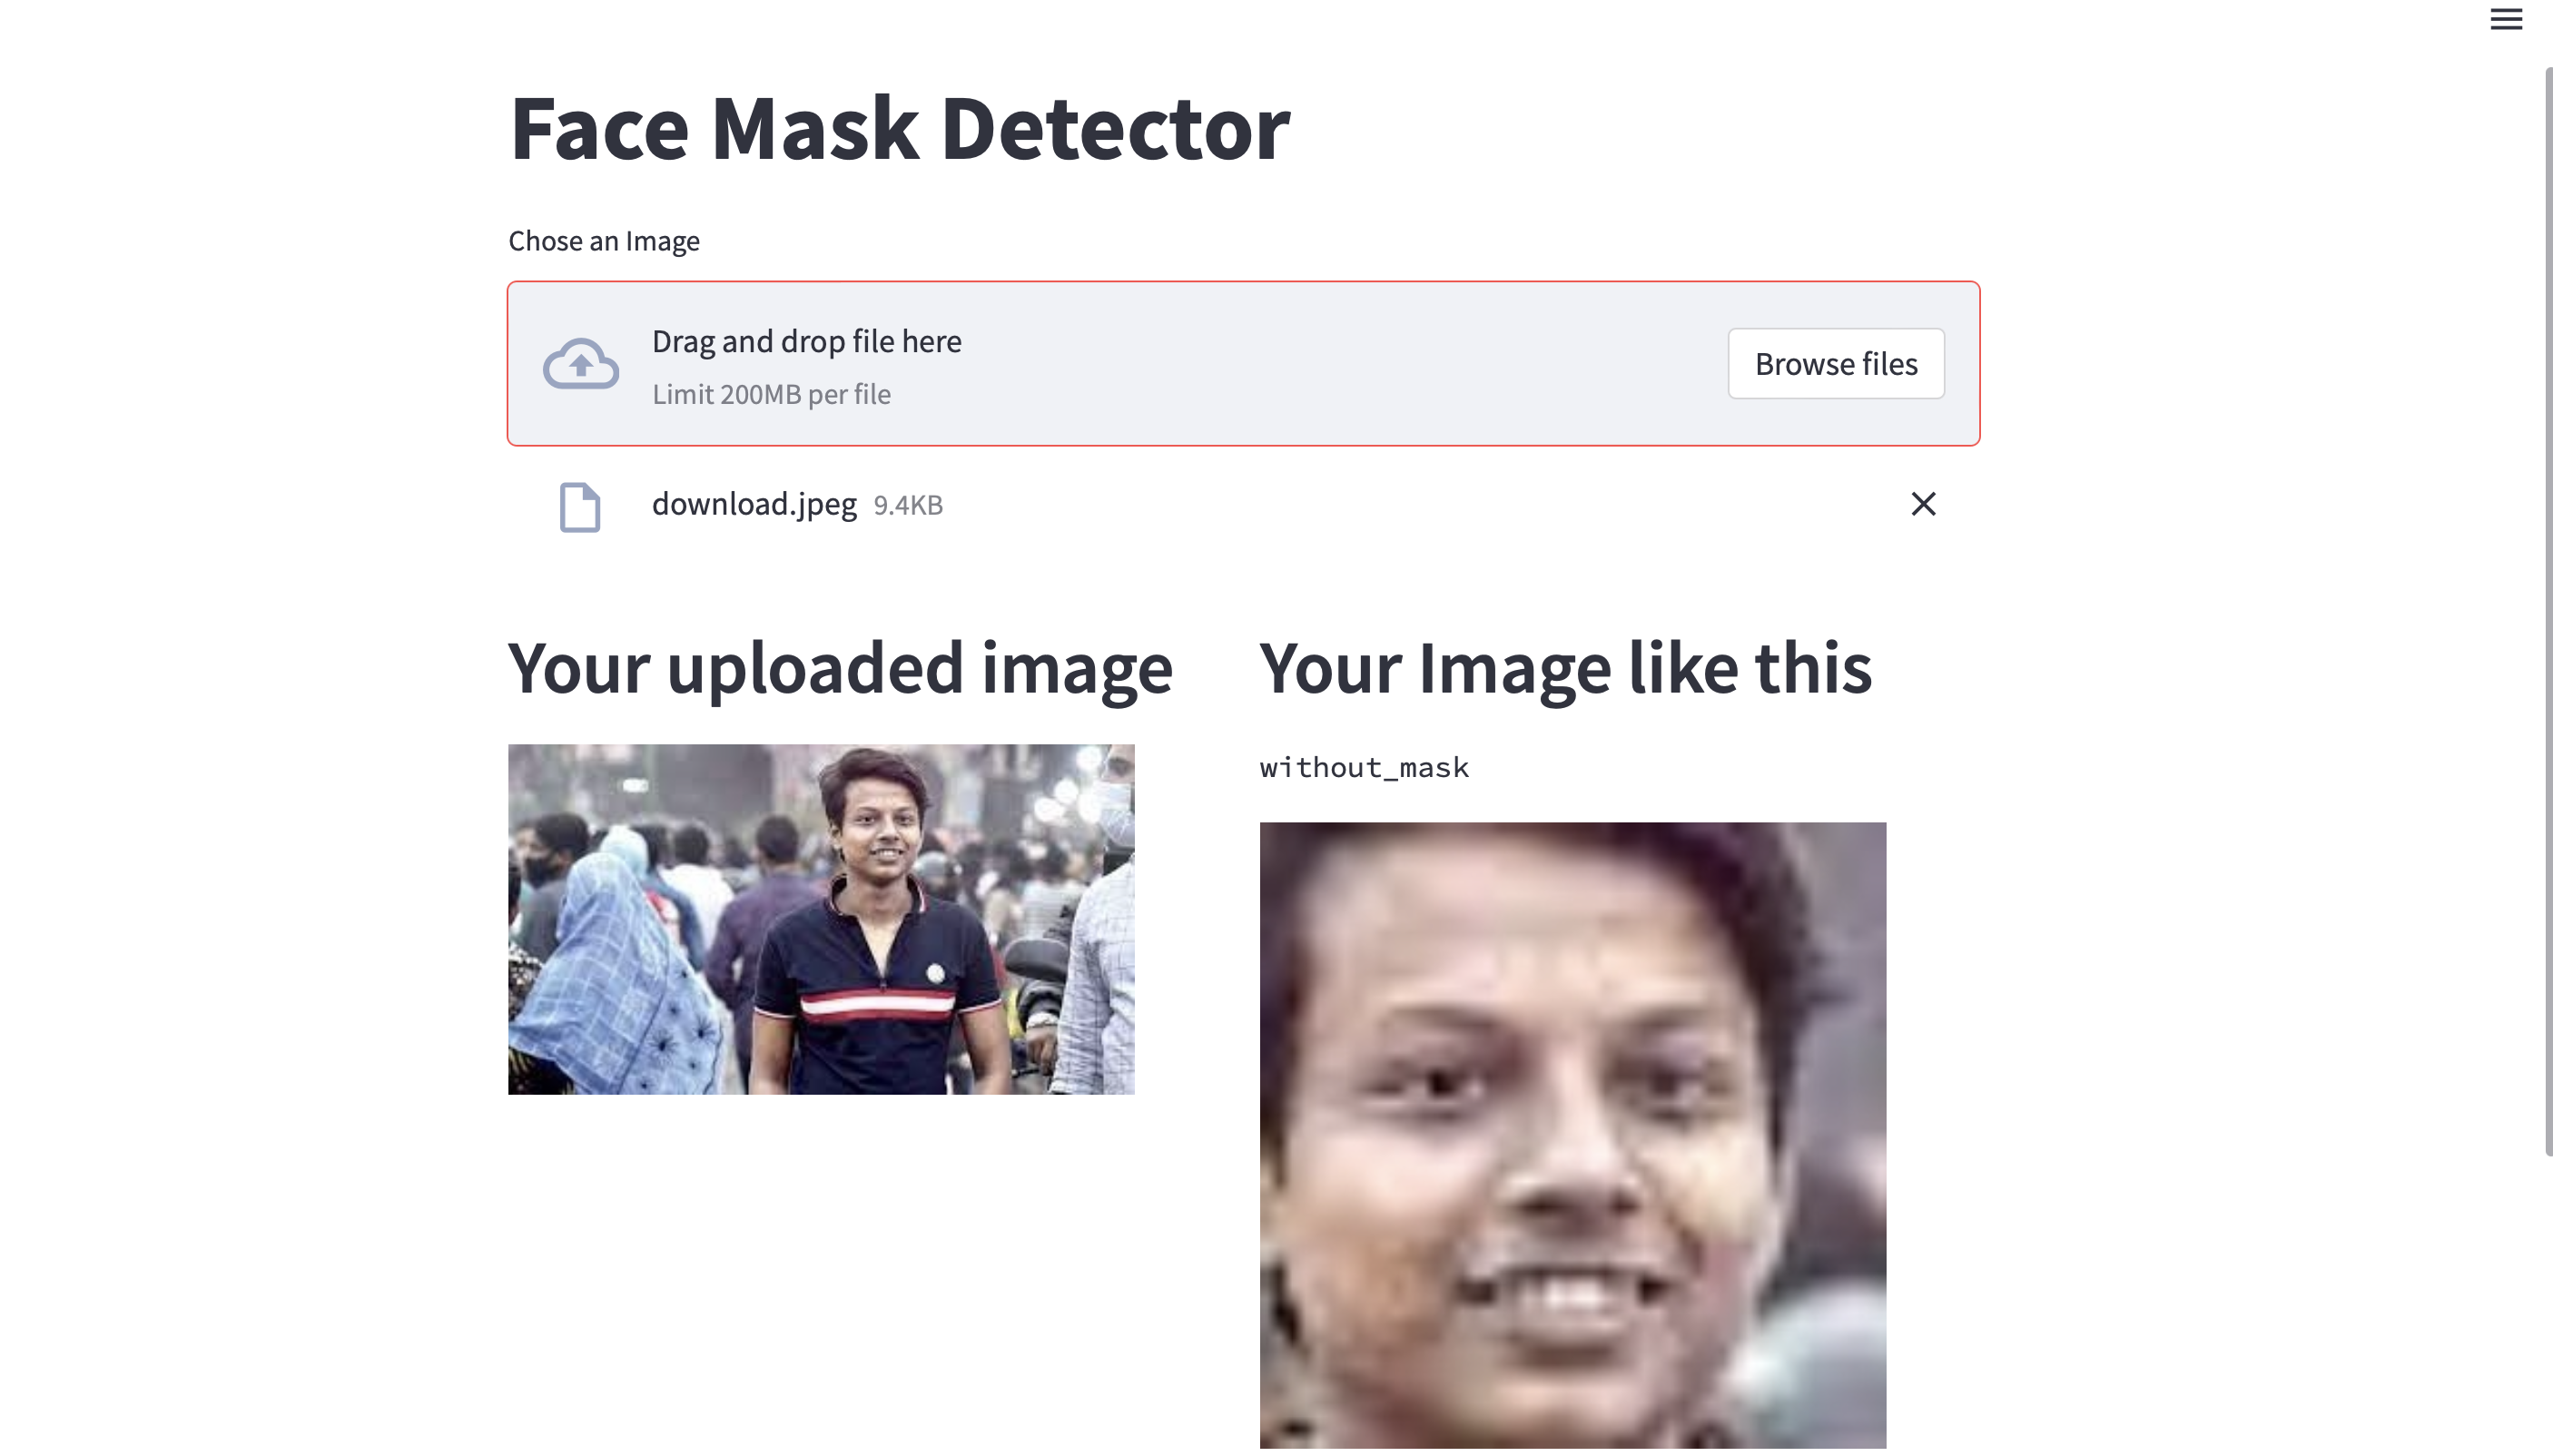 Face Mask Detector
Chose an Image
Drag and drop file here
Limit 200MB per file
Browse files
download.jpeg 9.4KB
Your uploaded image
Your Image like this
without_mask